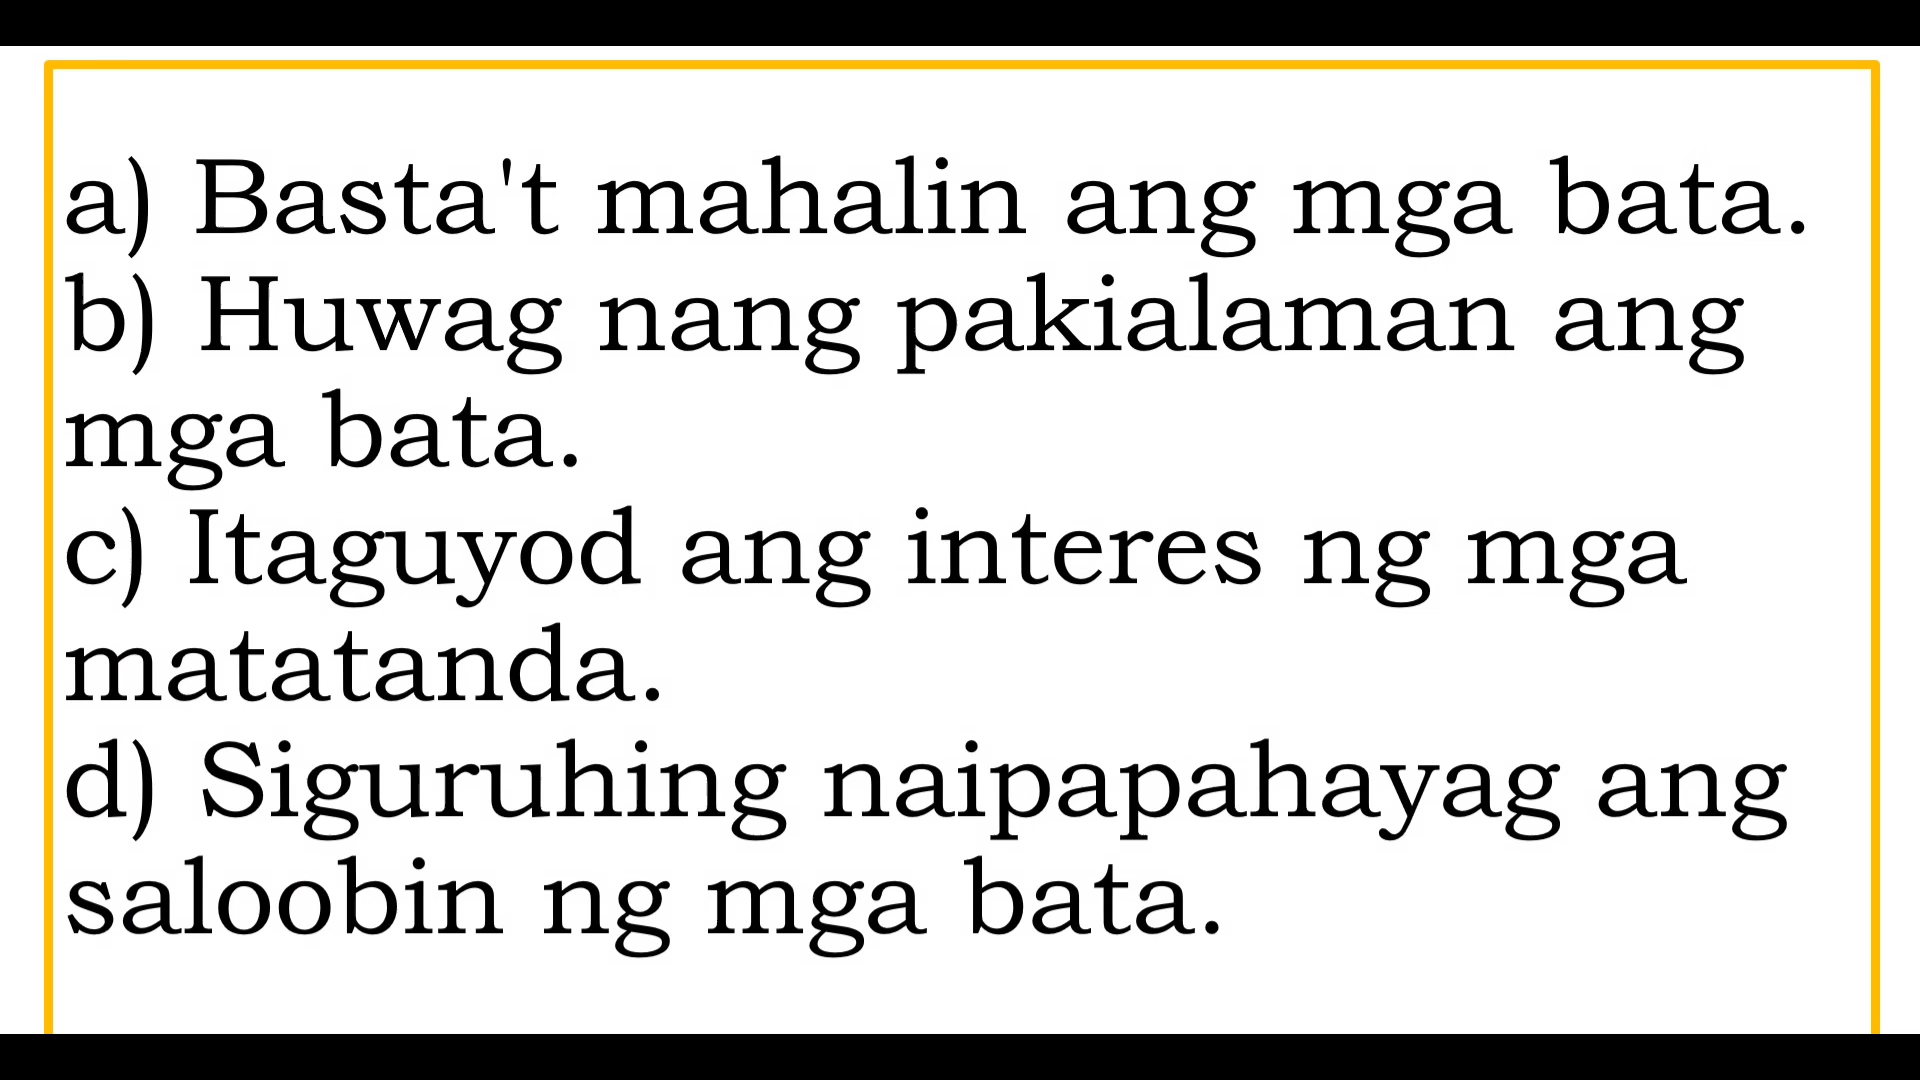 a) Basta't mahalin ang mga bata.
b) Huwag nang pakialaman ang
mga bata.
c) Itaguyod ang interes ng mga
matatanda.
d) Siguruhing naipapahayag ang
saloobin ng mga bata.